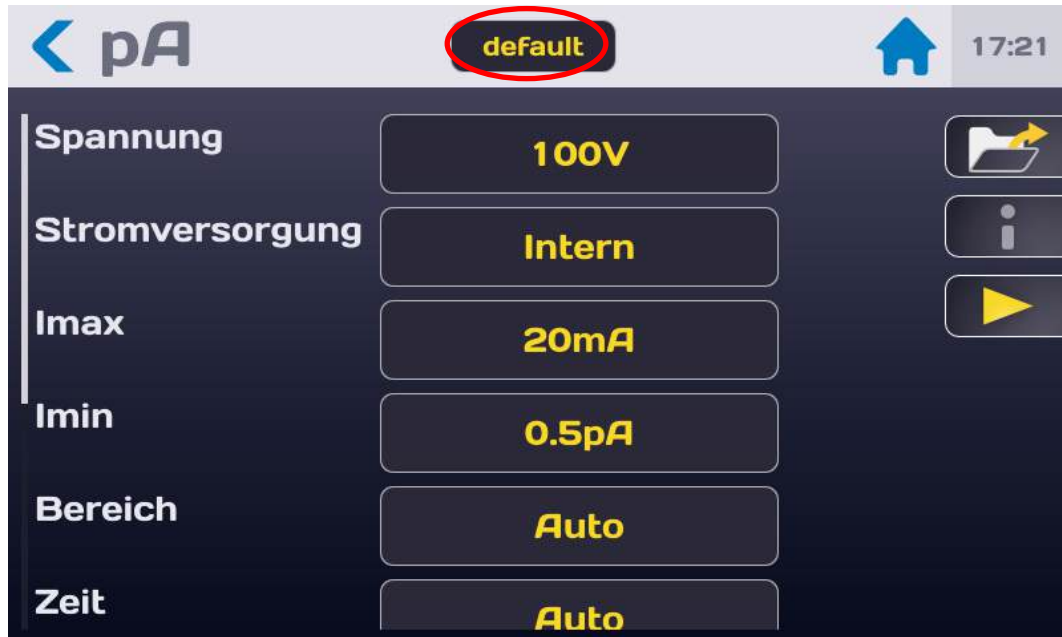 pA default 17:21
Spannung 100V
Stromversorgung Intern
Imax 20mA
Imin 0.5pA
Bereich Auto
Zeit Auto